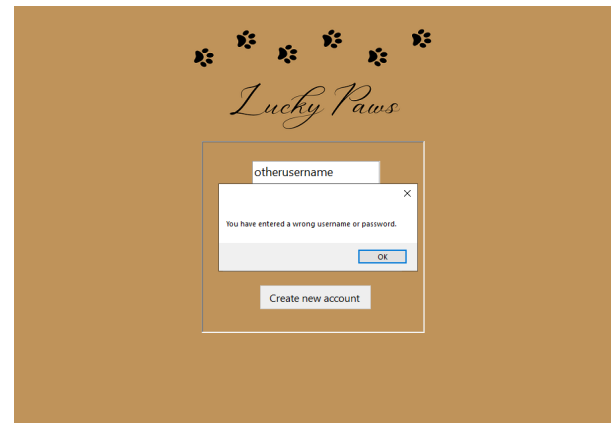 Lucky Paws
otherusername
You have entered a wrong username or password.
OK
Create new account